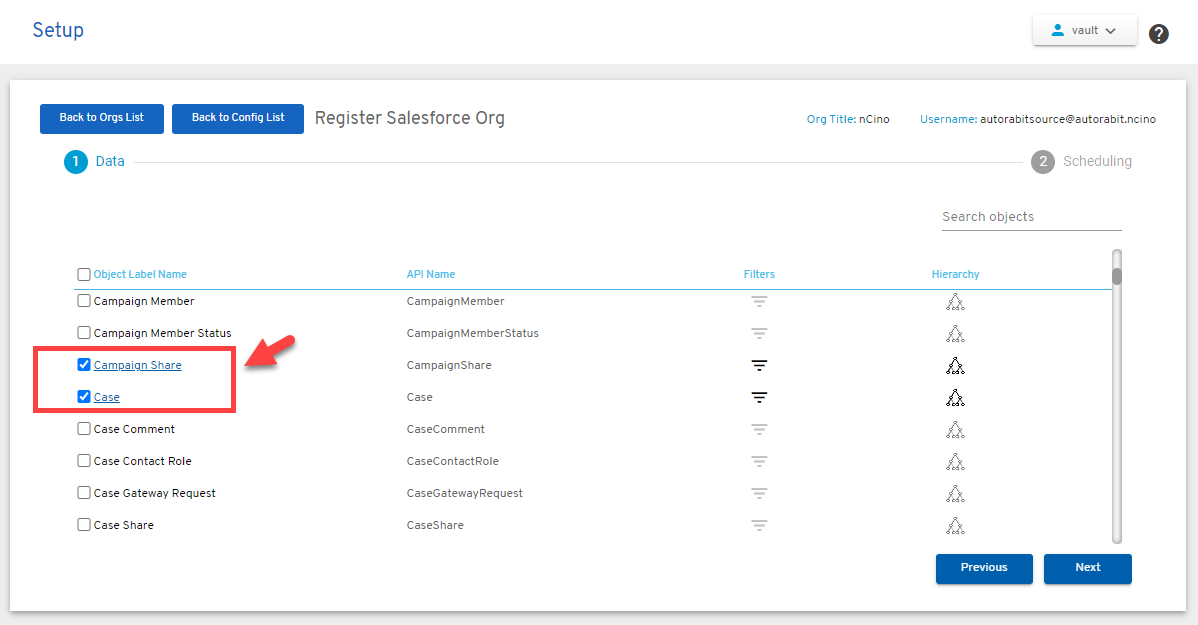 Setup
vault
?
Back to Orgs List Back to Config List Register Salesforce Org Org Title: nCino Username: autorabitsource@autorabit.ncino
1 Data 2 Scheduling
Search objects
Object Label Name API Name Filters Hierarchy
Campaign Member CampaignMember
Campaign Member Status CampaignMemberStatus
Campaign Share CampaignShare
Case Case
Case Comment CaseComment
Case Contact Role CaseContactRole
Case Gateway Request CaseGatewayRequest
Case Share CaseShare
Previous Next